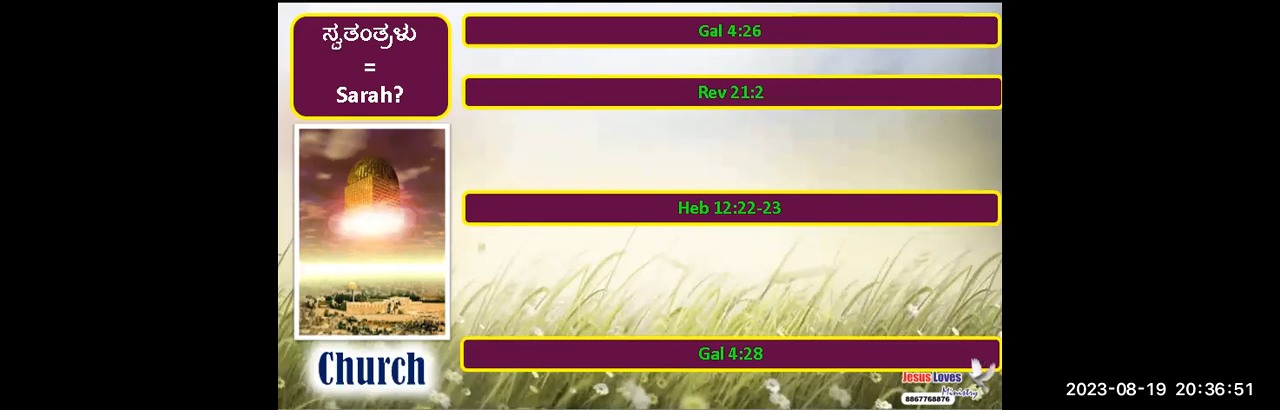 ಸ್ವತಂತ್ರಳು
=
Sarah?
Gal 4:26
Rev 21:2
Heb 12:22-23
Gal 4:28
Church
Jesus Loves
Ministry
8867768876
2023-08-19 20:36:51